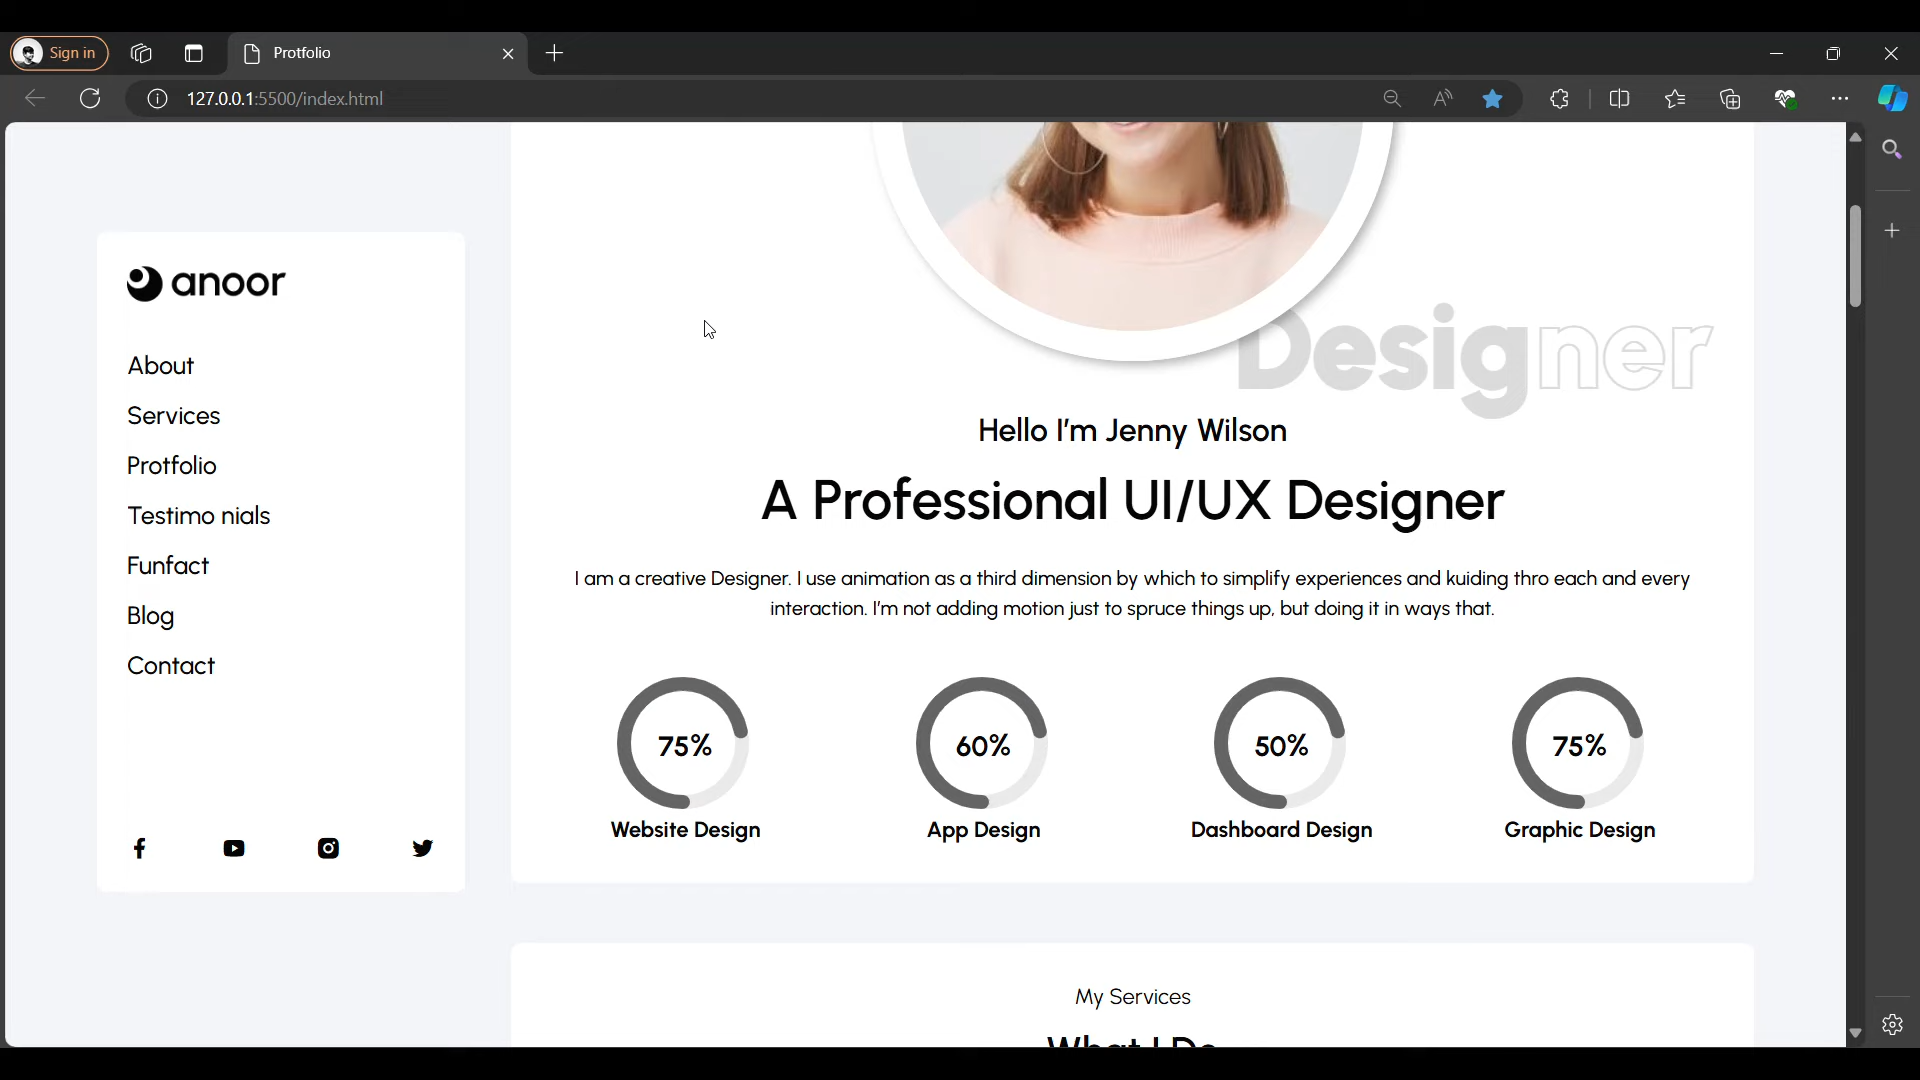 Sign in
Protfolio
127.0.0.1:5500/index.html
anoor
About
Services
Protfolio
Testimo nials
Funfact
Blog
Contact
Designer
Hello I'm Jenny Wilson
A Professional UI/UX Designer
I am a creative Designer. I use animation as a third dimension by which to simplify experiences and kuiding thro each and every
interaction. I'm not adding motion just to spruce things up, but doing it in ways that.
75%
60%
50%
75%
Website Design
App Design
Dashboard Design
Graphic Design
My Services
What I Do